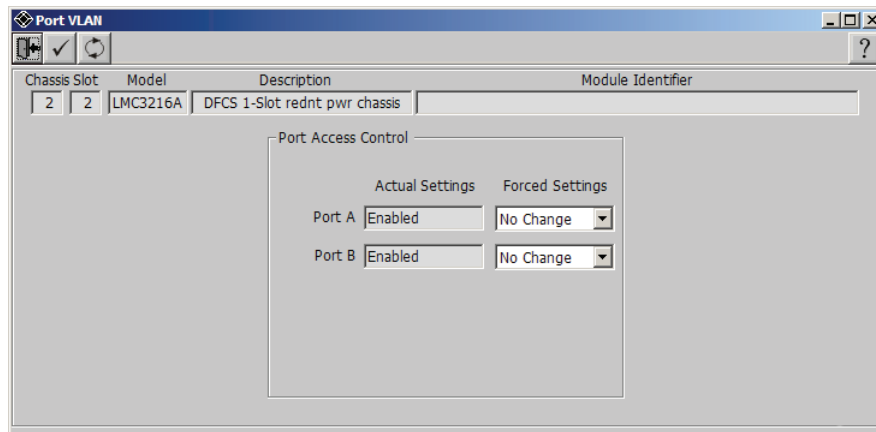 Port VLAN
?
Chassis Slot Model Description Module Identifier
2 2 LMC3216A DFCS 1-Slot rednt pwr chassis
Port Access Control
Actual Settings Forced Settings
Port A Enabled No Change
Port B Enabled No Change